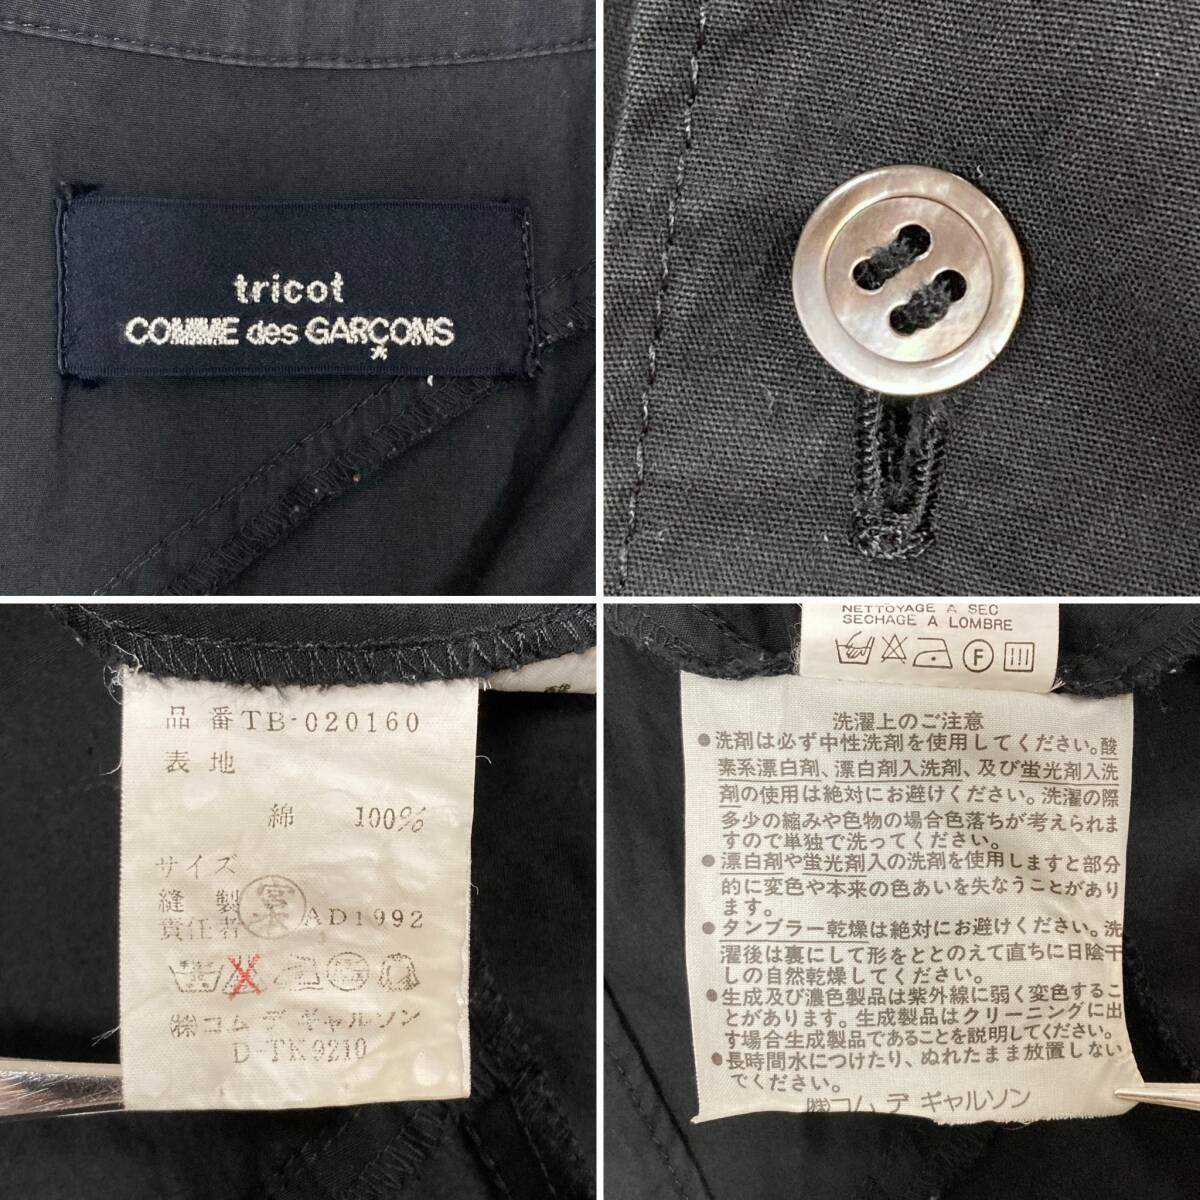 tricot
COMME des GARÇONS
品番 TB-020160
表地
綿 100%
サイズ
縫製
責任者 AD1992
㈱コム デ ギャルソン
D-TK9210
NETTOYAGE A SEC
SECHAGE A LOMBRE
F
洗濯上のご注意
●洗剤は必ず中性洗剤を使用してください。酸
素系漂白剤、漂白剤入洗剤、及び蛍光剤入洗
剤の使用は絶対にお避けください。洗濯の際
多少の縮みや色物の場合色落ちが考えられま
すので単独で洗ってください。
●漂白剤や蛍光剤入の洗剤を使用しますと部分
的に変色や本来の色あいを失なうことがあり
ます。
●タンブラー乾燥は絶対にお避けください。洗
濯後は裏にして形をととのえて直ちに日陰干
しの自然乾燥してください。
●生成及び濃色製品は紫外線に弱く変色するこ
とがあります。生成製品はクリーニングに出
す場合生成製品であることを説明してください。
●長時間水につけたり、ぬれたまま放置しない
でください。
㈱コム デ ギャルソン